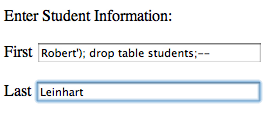 Enter Student Information:
First Robert'); drop table students;--
Last Leinhart